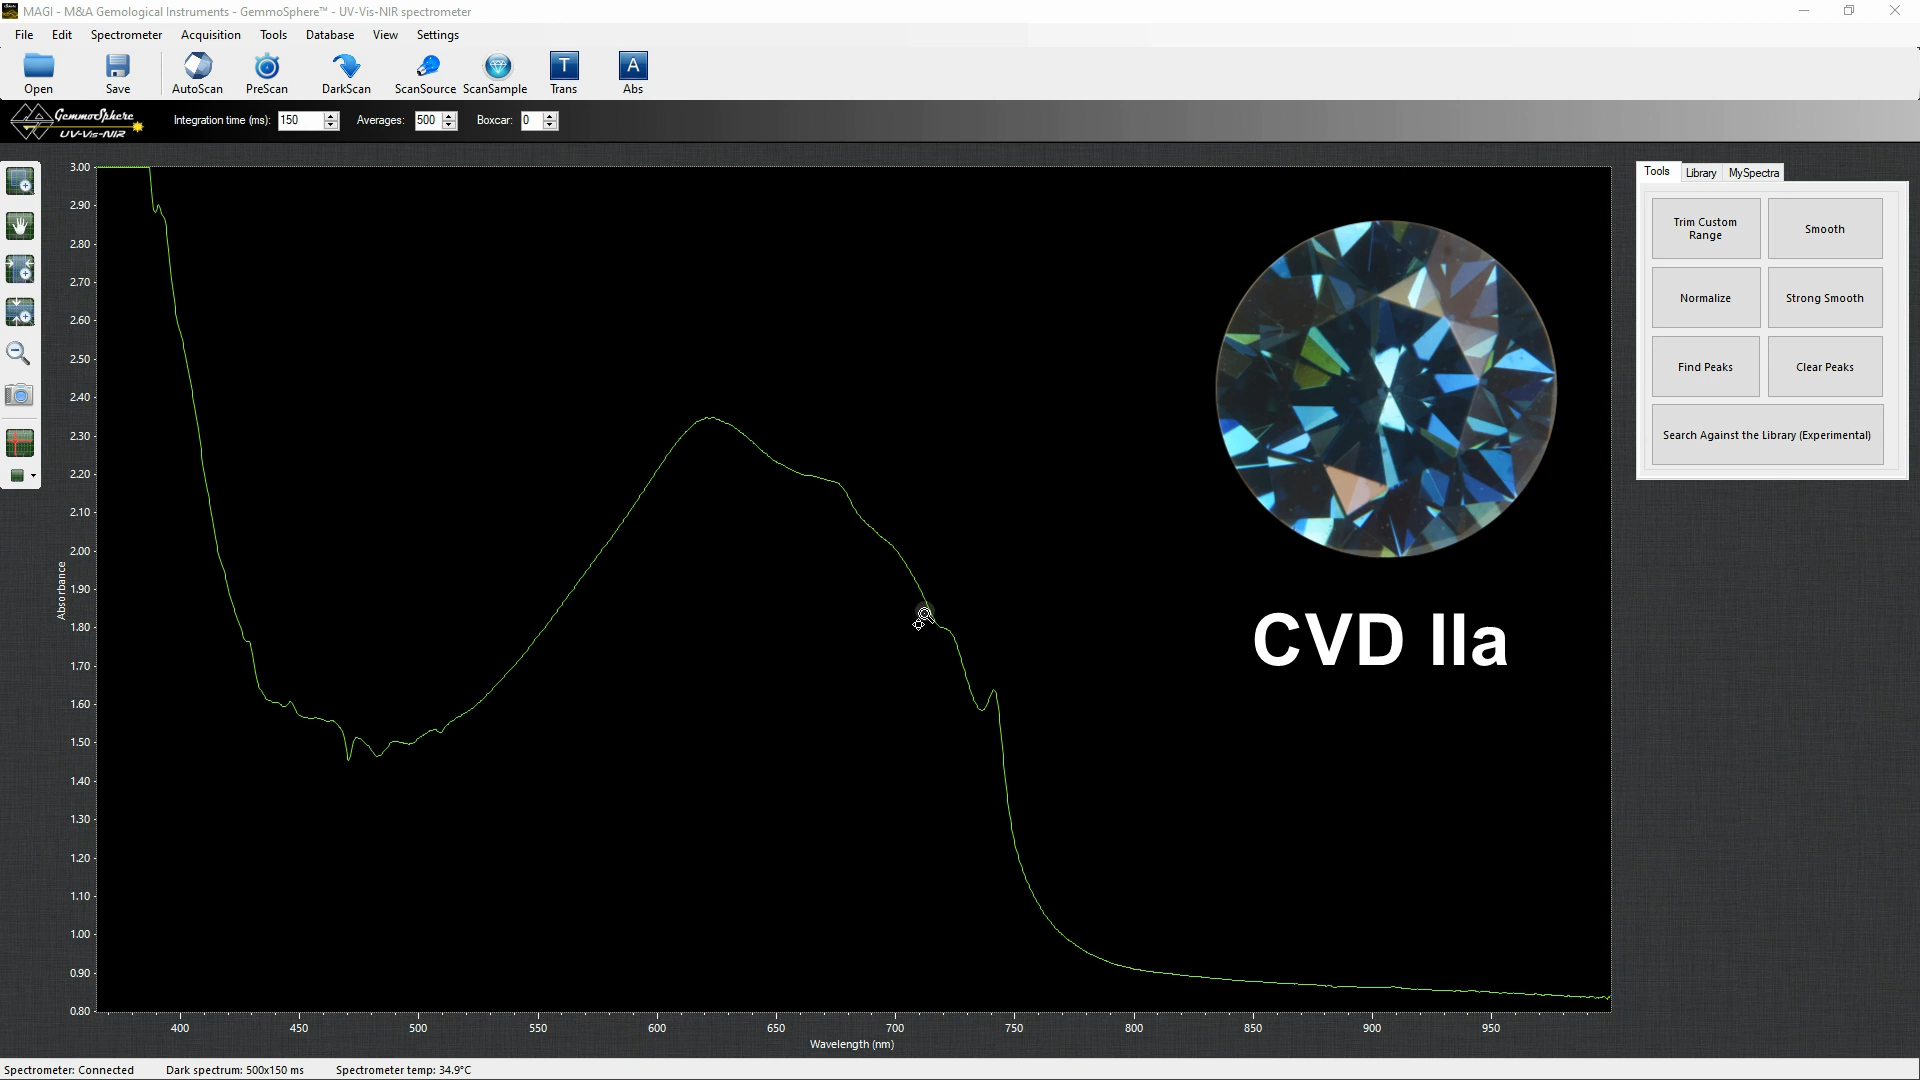 MAGI - M&A Gemological Instruments - GemmoSphere™ - UV-Vis-NIR spectrometer
File Edit Spectrometer Acquisition Tools Database View Settings
Open Save AutoScan PreScan DarkScan ScanSource ScanSample Trans Abs
T A
GemmoSphere
UV-Vis-NIR
Integration time (ms): 150 Averages: 500 Boxcar: 0
Tools Library MySpectra
Trim Custom
Range
Smooth
Normalize
Strong Smooth
Find Peaks
Clear Peaks
Search Against the Library (Experimental)
3.00
2.90
2.80
2.70
2.60
2.50
2.40
2.30
2.20
2.10
2.00
1.90
1.80
1.70
1.60
1.50
1.40
1.30
1.20
1.10
1.00
0.90
0.80
Absorbance
CVD IIa
400 450 500 550 600 650 700 750 800 850 900 950
Wavelength (nm)
Spectrometer: Connected Dark spectrum: 500x150 ms Spectrometer temp: 34.9°C